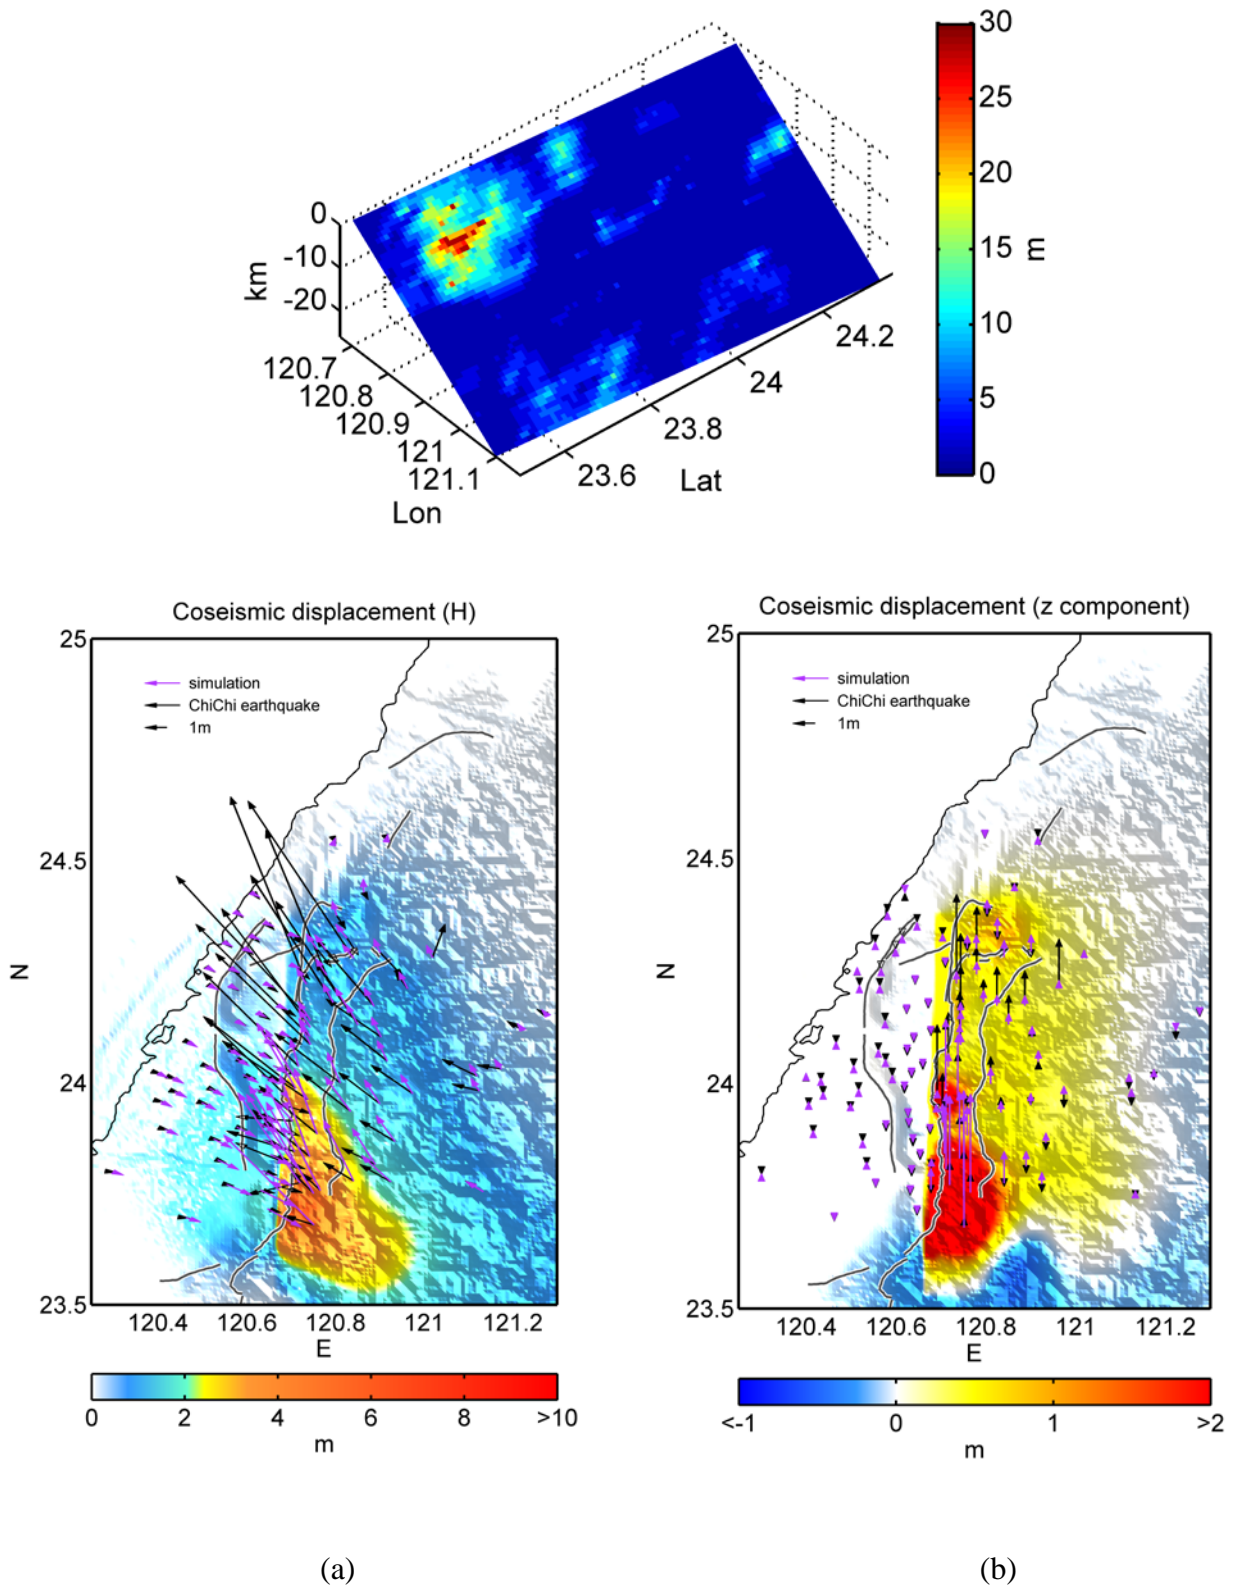 30
25
20
15
10
5
0
m
0
-10
-20
km
120.7
120.8
120.9
121
121.1
Lon
23.6
23.8
24
24.2
Lat
Coseismic displacement (H)
25
24.5
24
23.5
N
simulation
ChiChi earthquake
1m
120.4 120.6 120.8 121 121.2
E
0 2 4 6 8 >10
m
Coseismic displacement (z component)
25
24.5
24
23.5
N
simulation
ChiChi earthquake
1m
120.4 120.6 120.8 121 121.2
E
<-1 0 1 >2
m
(a) (b)